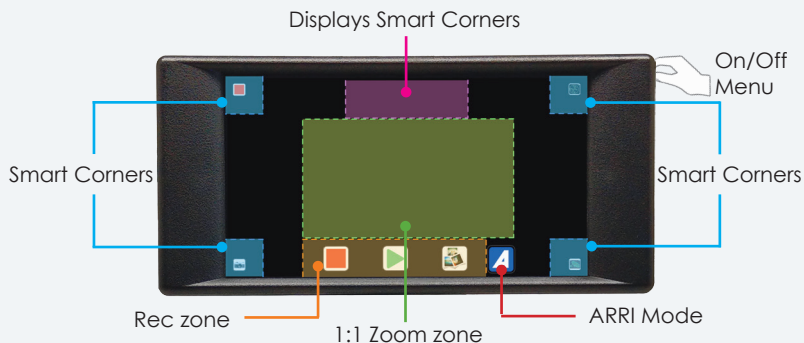 Displays Smart Corners
On/Off
Menu
Smart Corners
Smart Corners
A
Rec zone
ARRI Mode
1:1 Zoom zone